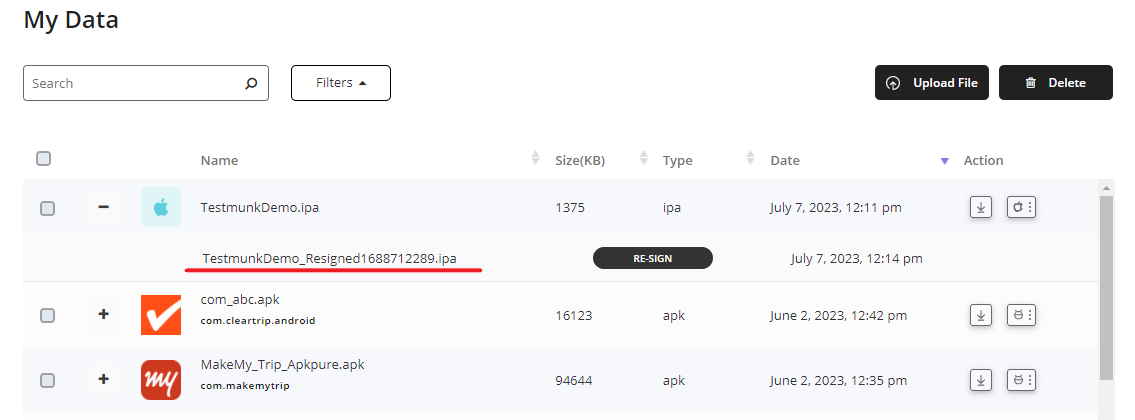 My Data
Search
Filters
Upload File
Delete
Name Size(KB) Type Date Action
TestmunkDemo.ipa 1375 ipa July 7, 2023, 12:11 pm
TestmunkDemo_Resigned1688712289.ipa RE-SIGN July 7, 2023, 12:14 pm
com_abc.apk
com.cleartrip.android
16123 apk June 2, 2023, 12:42 pm
my
MakeMy_Trip_Apkpure.apk
com.makemytrip
94644 apk June 2, 2023, 12:35 pm